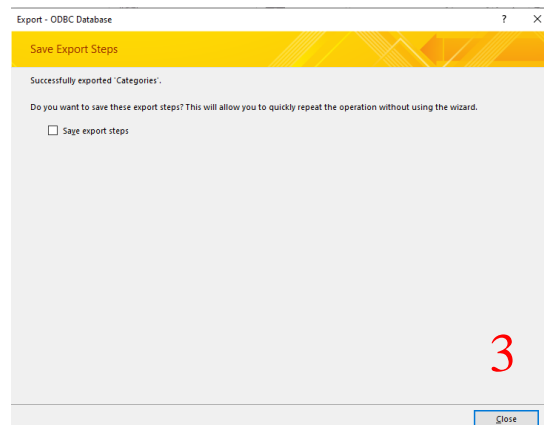 Export - ODBC Database ? X
Save Export Steps
Successfully exported 'Categories'.
Do you want to save these export steps? This will allow you to quickly repeat the operation without using the wizard.
Save export steps
3
Close